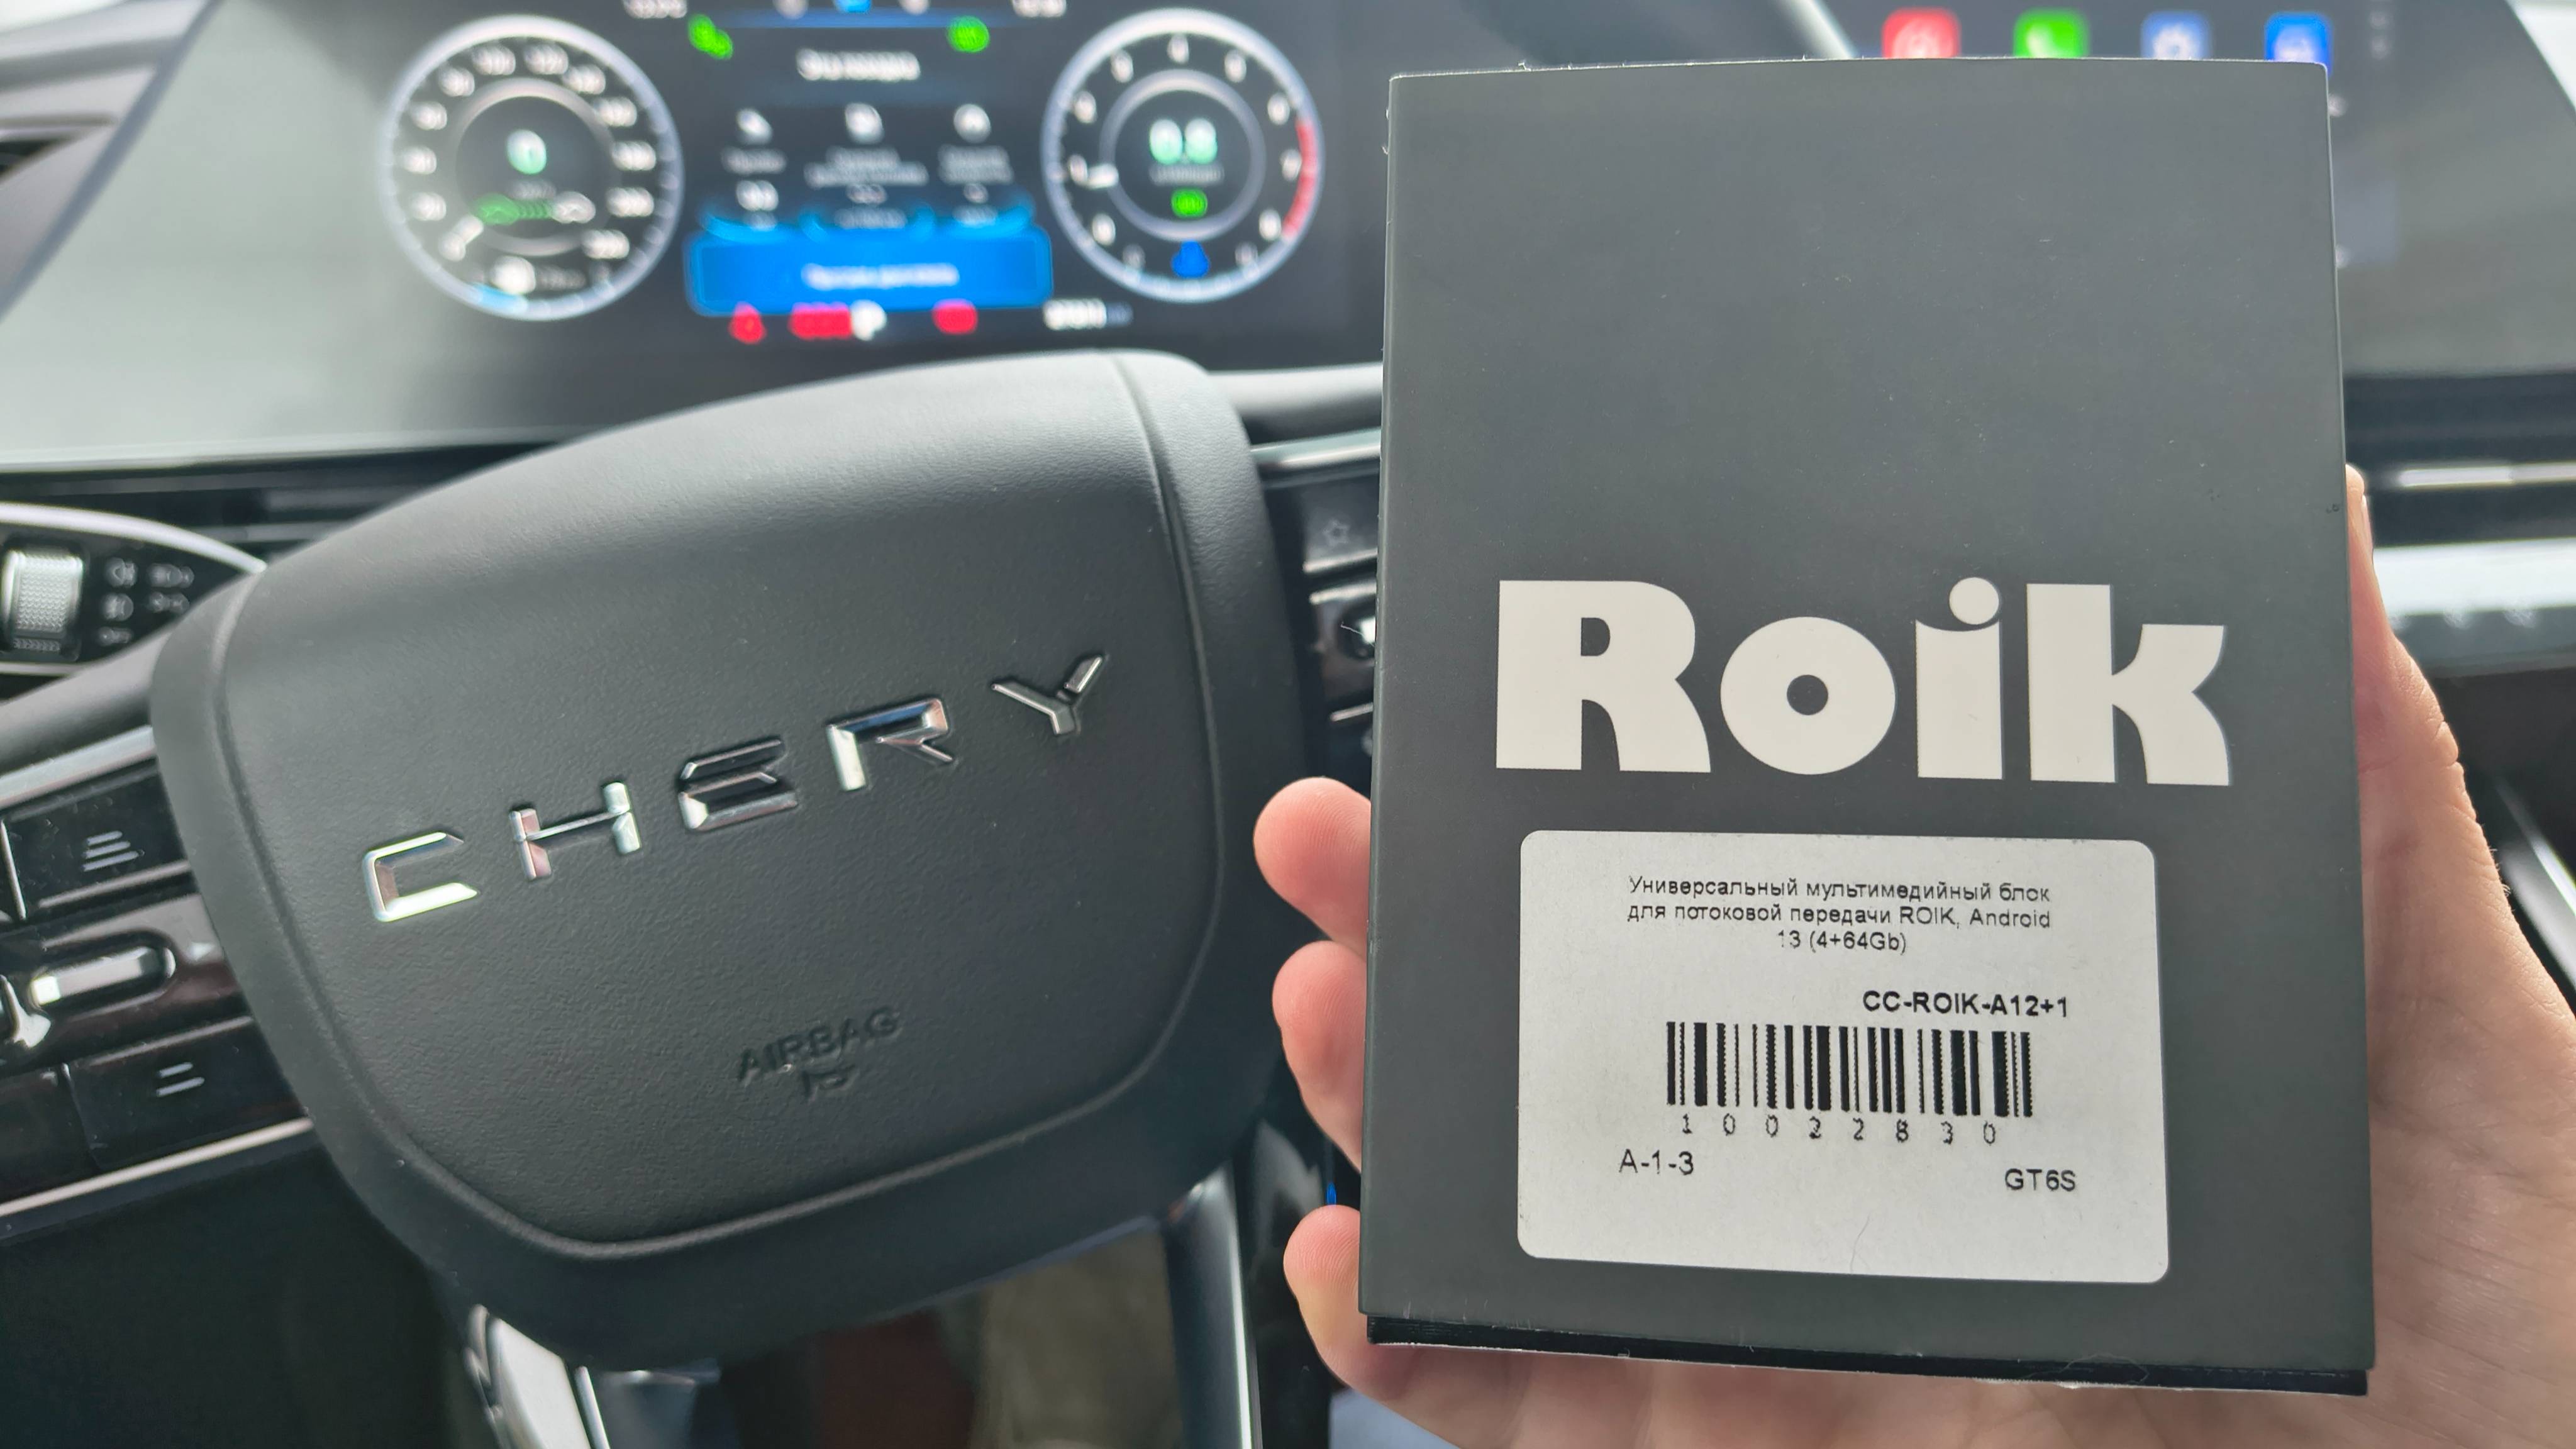 CHERY
AIRBAG
Roik
Универсальный мультимедийный блок
для потоковой передачи ROIK, Android
13 (4+64Gb)
CC-ROIK-A12+1
10022830
A-1-3
GT6S